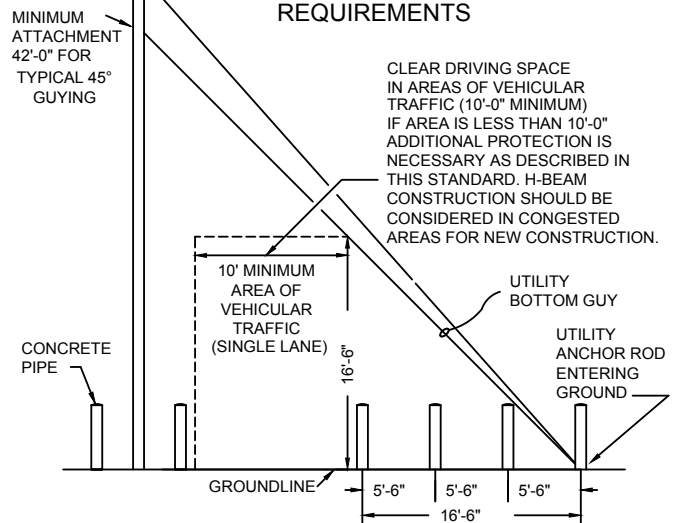 REQUIREMENTS
MINIMUM
ATTACHMENT
42'-0" FOR
TYPICAL 45°
GUYING
CLEAR DRIVING SPACE
IN AREAS OF VEHICULAR
TRAFFIC (10'-0" MINIMUM)
IF AREA IS LESS THAN 10'-0"
ADDITIONAL PROTECTION IS
NECESSARY AS DESCRIBED IN
THIS STANDARD. H-BEAM
CONSTRUCTION SHOULD BE
CONSIDERED IN CONGESTED
AREAS FOR NEW CONSTRUCTION.
10' MINIMUM
AREA OF
VEHICULAR
TRAFFIC
(SINGLE LANE)
16'-6"
UTILITY
BOTTOM GUY
UTILITY
ANCHOR ROD
ENTERING
GROUND
CONCRETE
PIPE
GROUNDLINE
5'-6"
5'-6"
5'-6"
16'-6"